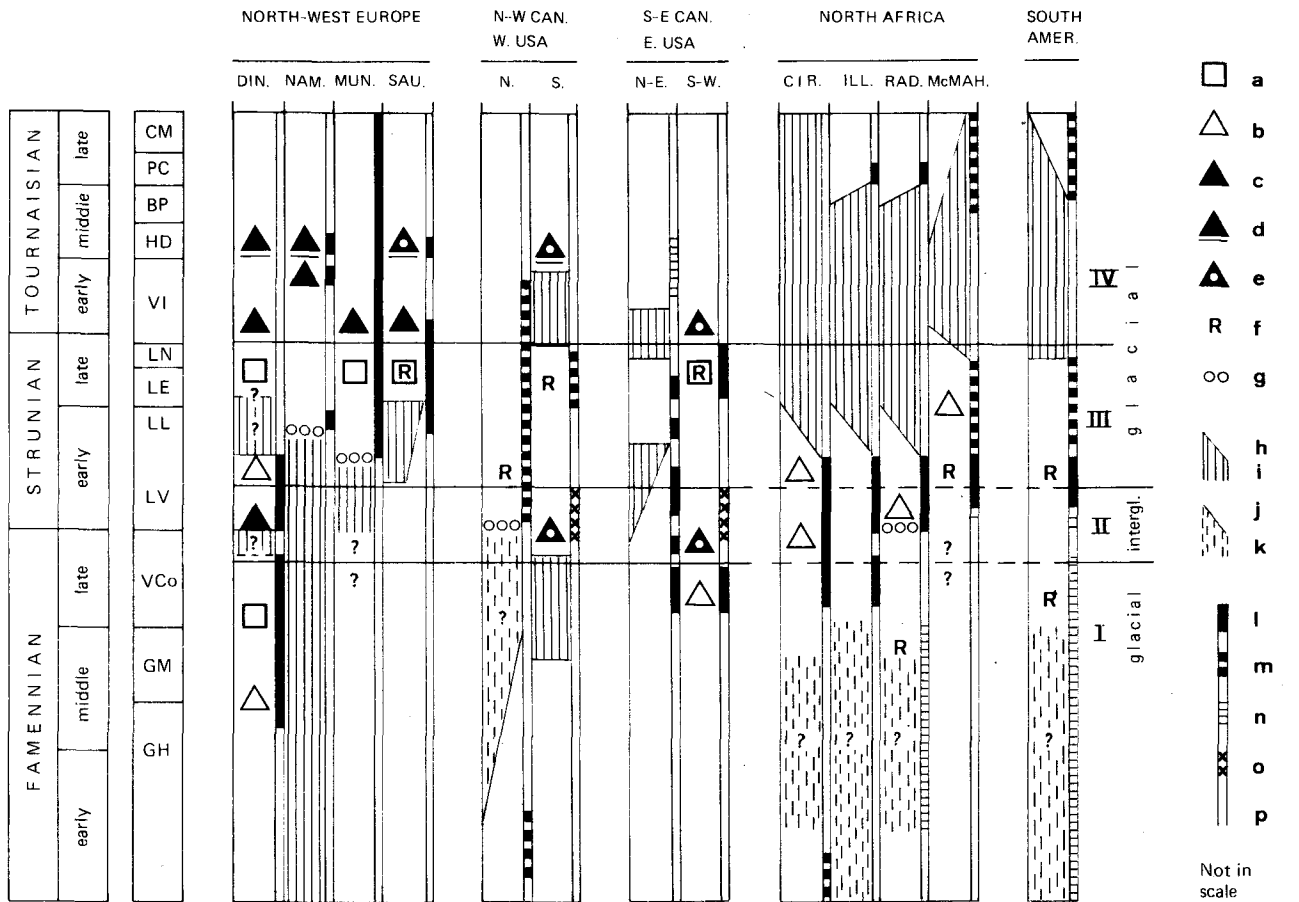 NORTH-WEST EUROPE
N-W CAN.
W. USA
S-E CAN.
E. USA
NORTH AFRICA
SOUTH
AMER.
DIN. NAM. MUN. SAU. N. S. N-E. S-W. CIR. ILL. RAD. McMAH.
TOURNAISIAN
late
middle
early
STRUNIAN
late
early
FAMENNIAN
late
middle
early
CM
PC
BP
HD
VI
LN
LE
LL
LV
VCo
GM
GH
?
?
?
?
?
R
R
R
R
?
?
?
R
?
?
R
?
R
R
?
IV
III
glacial
II
intergl.
I
glacial
a
b
c
d
e
R f
g
h
i
j
k
l
m
n
o
p
Not in
scale